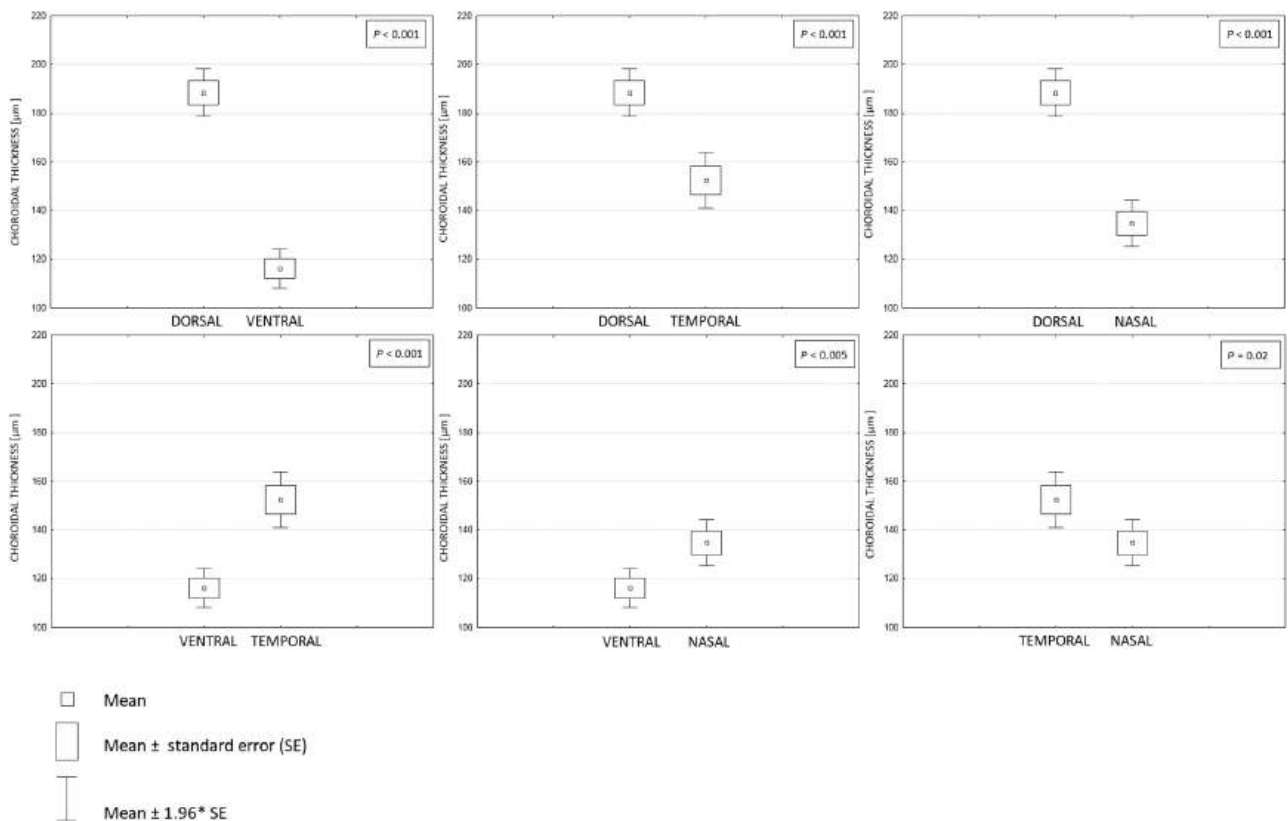 CHOROIDAL THICKNESS [µm ]
220
200
180
160
140
120
100
P < 0.001
DORSAL VENTRAL
CHOROIDAL THICKNESS [µm ]
220
200
180
160
140
120
100
P < 0.001
DORSAL TEMPORAL
CHOROIDAL THICKNESS [µm ]
220
200
180
160
140
120
100
P < 0.001
DORSAL NASAL
CHOROIDAL THICKNESS [µm ]
220
200
180
160
140
120
100
P < 0.001
VENTRAL TEMPORAL
CHOROIDAL THICKNESS [µm ]
220
200
180
160
140
120
100
P < 0.005
VENTRAL NASAL
CHOROIDAL THICKNESS [µm ]
220
200
180
160
140
120
100
P = 0.02
TEMPORAL NASAL
Mean
Mean ± standard error (SE)
Mean ± 1.96* SE